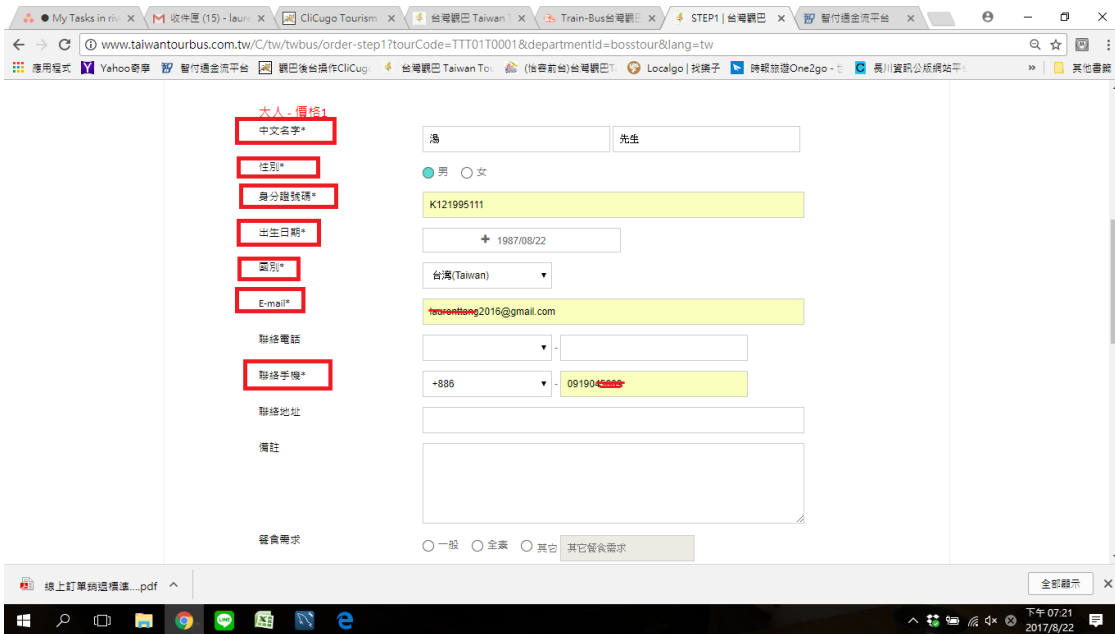 My Tasks in riv
收件匣 (15) - laure
CliCugo Tourism
台灣觀巴 Taiwan T
Train-Bus台灣觀巴
STEP1 | 台灣觀巴
智付通金流平台
www.taiwantourbus.com.tw/C/tw/twbus/order-step1?tourCode=TTT01T0001&departmentId=bosstour&lang=tw
應用程式
Yahoo奇摩
智付通金流平台
觀巴後台操作CliCug
台灣觀巴 Taiwan Tou
(怡容前台)台灣觀巴T
Localgo | 找樂子
時報旅遊One2go -
長川資訊公版網站平
»
其他書籤
大人 - 價格1
中文名字*
湯 先生
性別*
男 女
身分證號碼*
K121995111
出生日期*
+ 1987/08/22
國別*
台灣(Taiwan)
E-mail*
2016@gmail.com
聯絡電話
-
聯絡手機*
+886 - 091904
聯絡地址
備註
餐食需求
一般 全素 其它 其它餐食需求
線上訂單銷退標準....pdf
全部顯示
下午 07:21
2017/8/22